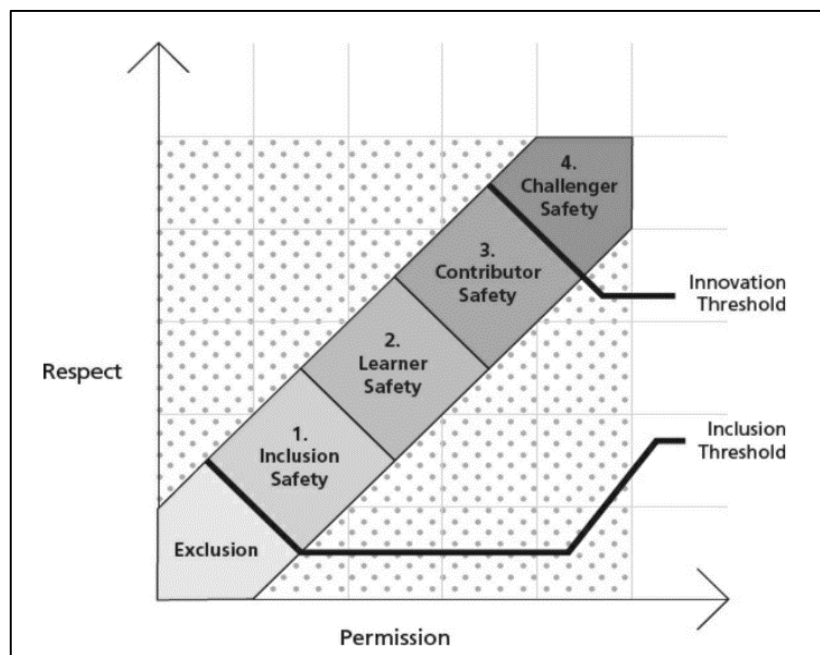 4.
Challenger
Safety
3.
Contributor
Safety
Innovation
Threshold
2.
Learner
Safety
Respect
1.
Inclusion
Safety
Inclusion
Threshold
Exclusion
Permission